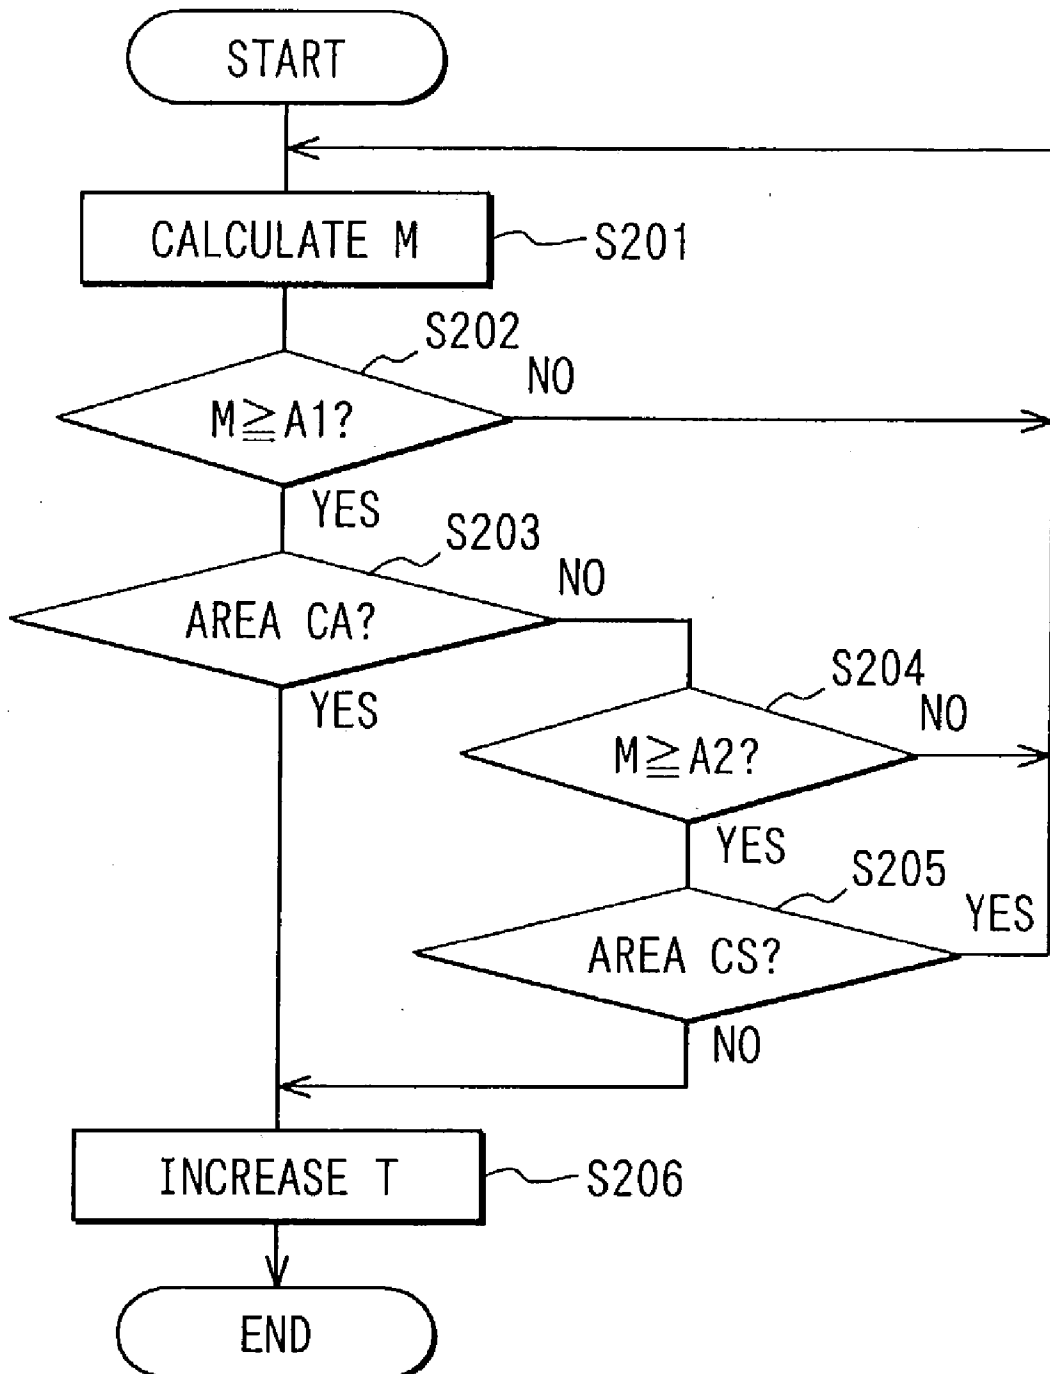 START
CALCULATE M
S201
S202
NO
M≧A1?
YES
S203
NO
AREA CA?
YES
S204
NO
M≧A2?
YES
S205
YES
AREA CS?
NO
INCREASE T
S206
END